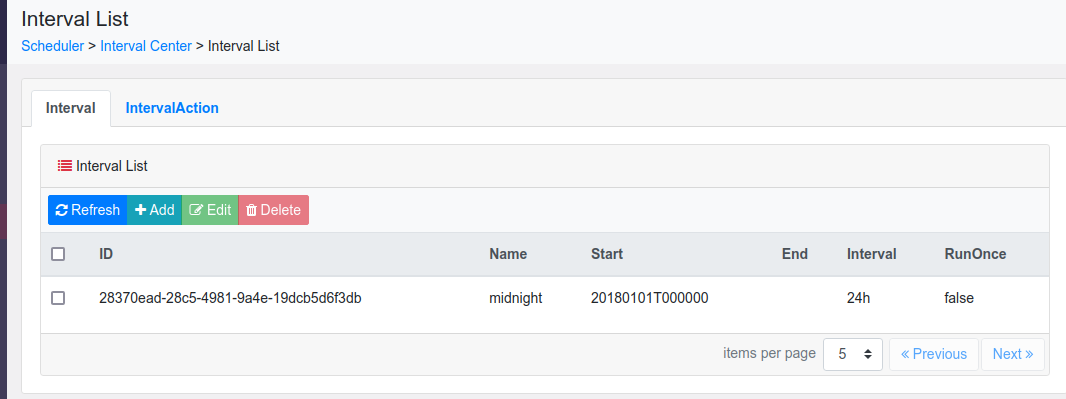 Interval List
Scheduler > Interval Center > Interval List
Interval IntervalAction
Interval List
Refresh Add Edit Delete
ID Name Start End Interval RunOnce
28370ead-28c5-4981-9a4e-19dcb5d6f3db midnight 20180101T000000 24h false
items per page 5 « Previous Next »